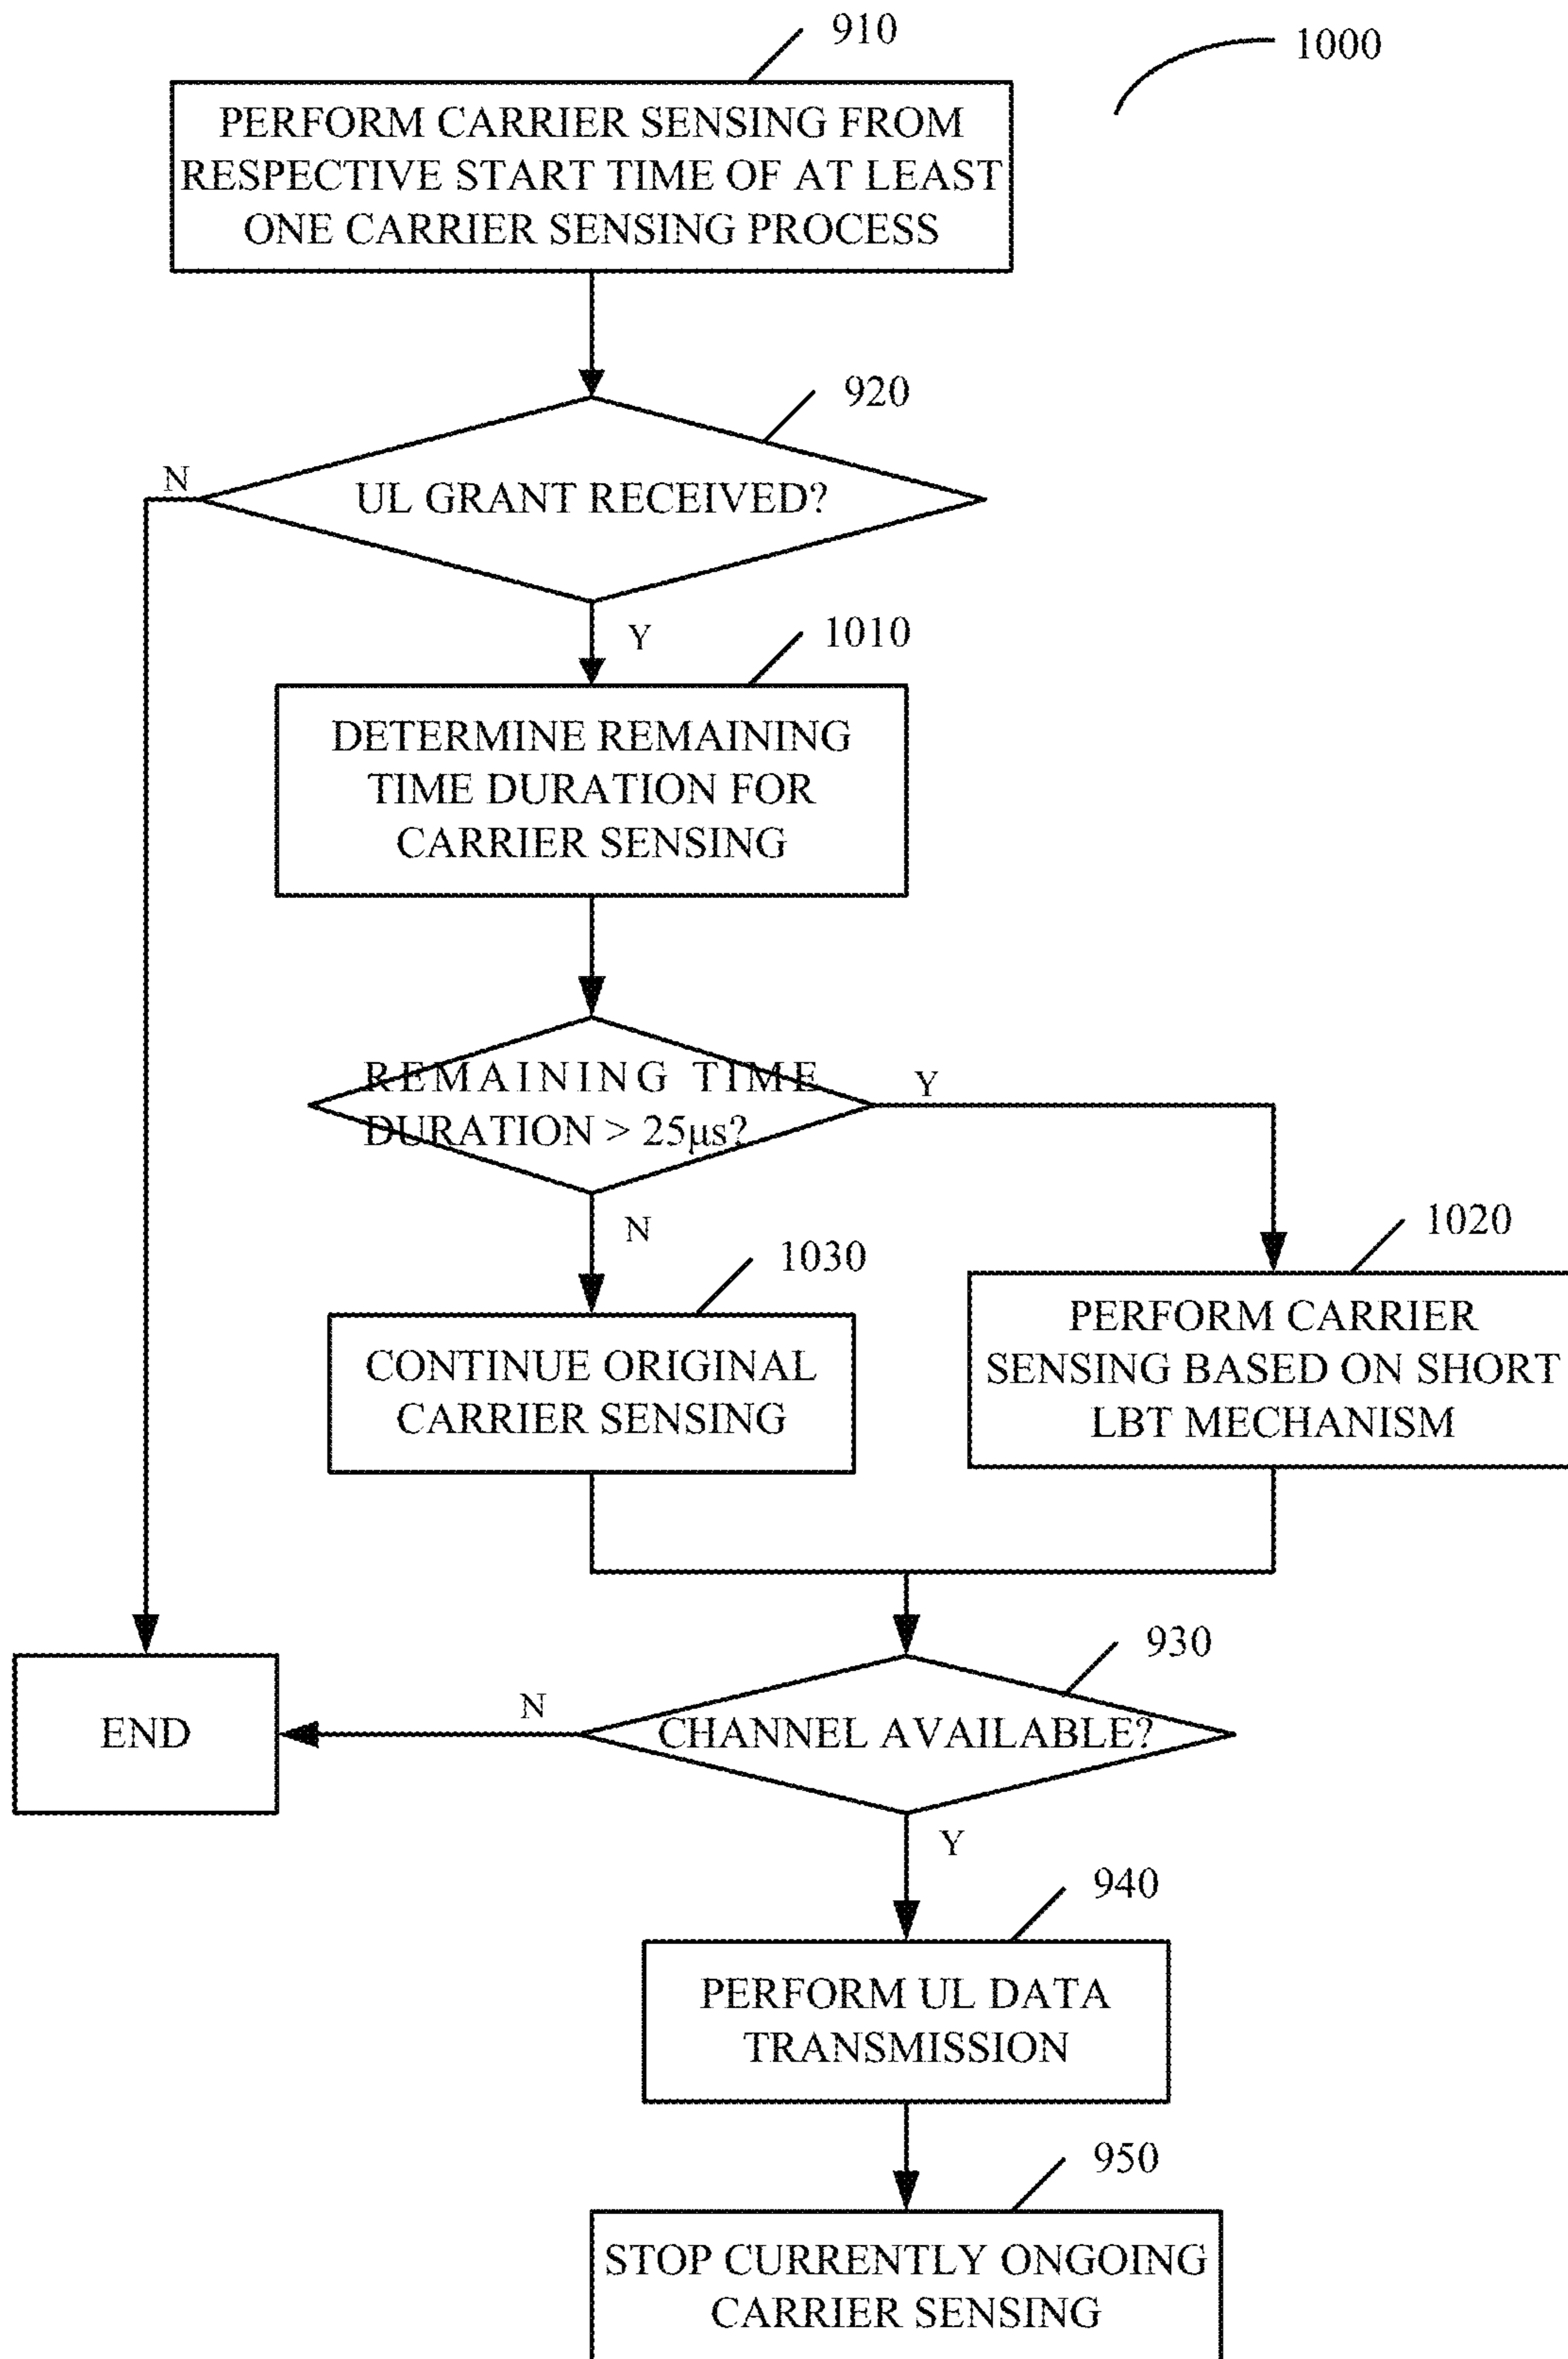 910
1000
PERFORM CARRIER SENSING FROM
RESPECTIVE START TIME OF AT LEAST
ONE CARRIER SENSING PROCESS
920
N
UL GRANT RECEIVED?
Y
1010
DETERMINE REMAINING
TIME DURATION FOR
CARRIER SENSING
REMAINING TIME
DURATION > 25μs?
Y
N
1030
1020
CONTINUE ORIGINAL
CARRIER SENSING
PERFORM CARRIER
SENSING BASED ON SHORT
LBT MECHANISM
930
END
N
CHANNEL AVAILABLE?
Y
940
PERFORM UL DATA
TRANSMISSION
950
STOP CURRENTLY ONGOING
CARRIER SENSING